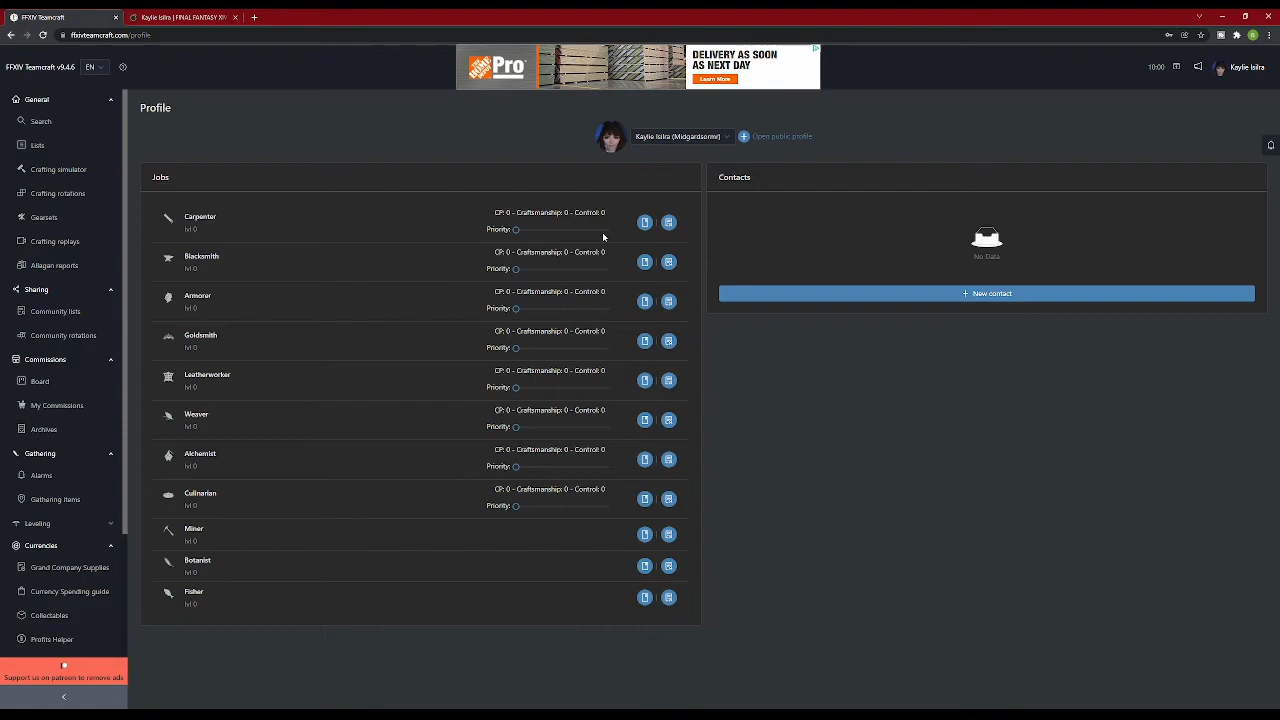 FFXIV Teamcraft
Kaylie Isilra | FINAL FANTASY XIV
ffxivteamcraft.com/profile
FFXIV Teamcraft v9.4.6
EN
THE HOME DEPOT
Pro
DELIVERY AS SOON
AS NEXT DAY
Learn More
10:00
Kaylie Isilra
General
Search
Lists
Crafting simulator
Crafting rotations
Gearsets
Crafting replays
Allagan reports
Sharing
Community lists
Community rotations
Commissions
Board
My Commissions
Archives
Gathering
Alarms
Gathering items
Leveling
Currencies
Grand Company Supplies
Currency Spending guide
Collectables
Profits Helper
Support us on patreon to remove ads
Profile
Kaylie Isilra (Midgardsormr)
Open public profile
Jobs
Carpenter
lvl 0
CP: 0 - Craftsmanship: 0 - Control: 0
Priority:
Blacksmith
lvl 0
CP: 0 - Craftsmanship: 0 - Control: 0
Priority:
Armorer
lvl 0
CP: 0 - Craftsmanship: 0 - Control: 0
Priority:
Goldsmith
lvl 0
CP: 0 - Craftsmanship: 0 - Control: 0
Priority:
Leatherworker
lvl 0
CP: 0 - Craftsmanship: 0 - Control: 0
Priority:
Weaver
lvl 0
CP: 0 - Craftsmanship: 0 - Control: 0
Priority:
Alchemist
lvl 0
CP: 0 - Craftsmanship: 0 - Control: 0
Priority:
Culinarian
lvl 0
CP: 0 - Craftsmanship: 0 - Control: 0
Priority:
Miner
lvl 0
Botanist
lvl 0
Fisher
lvl 0
Contacts
No Data
+ New contact